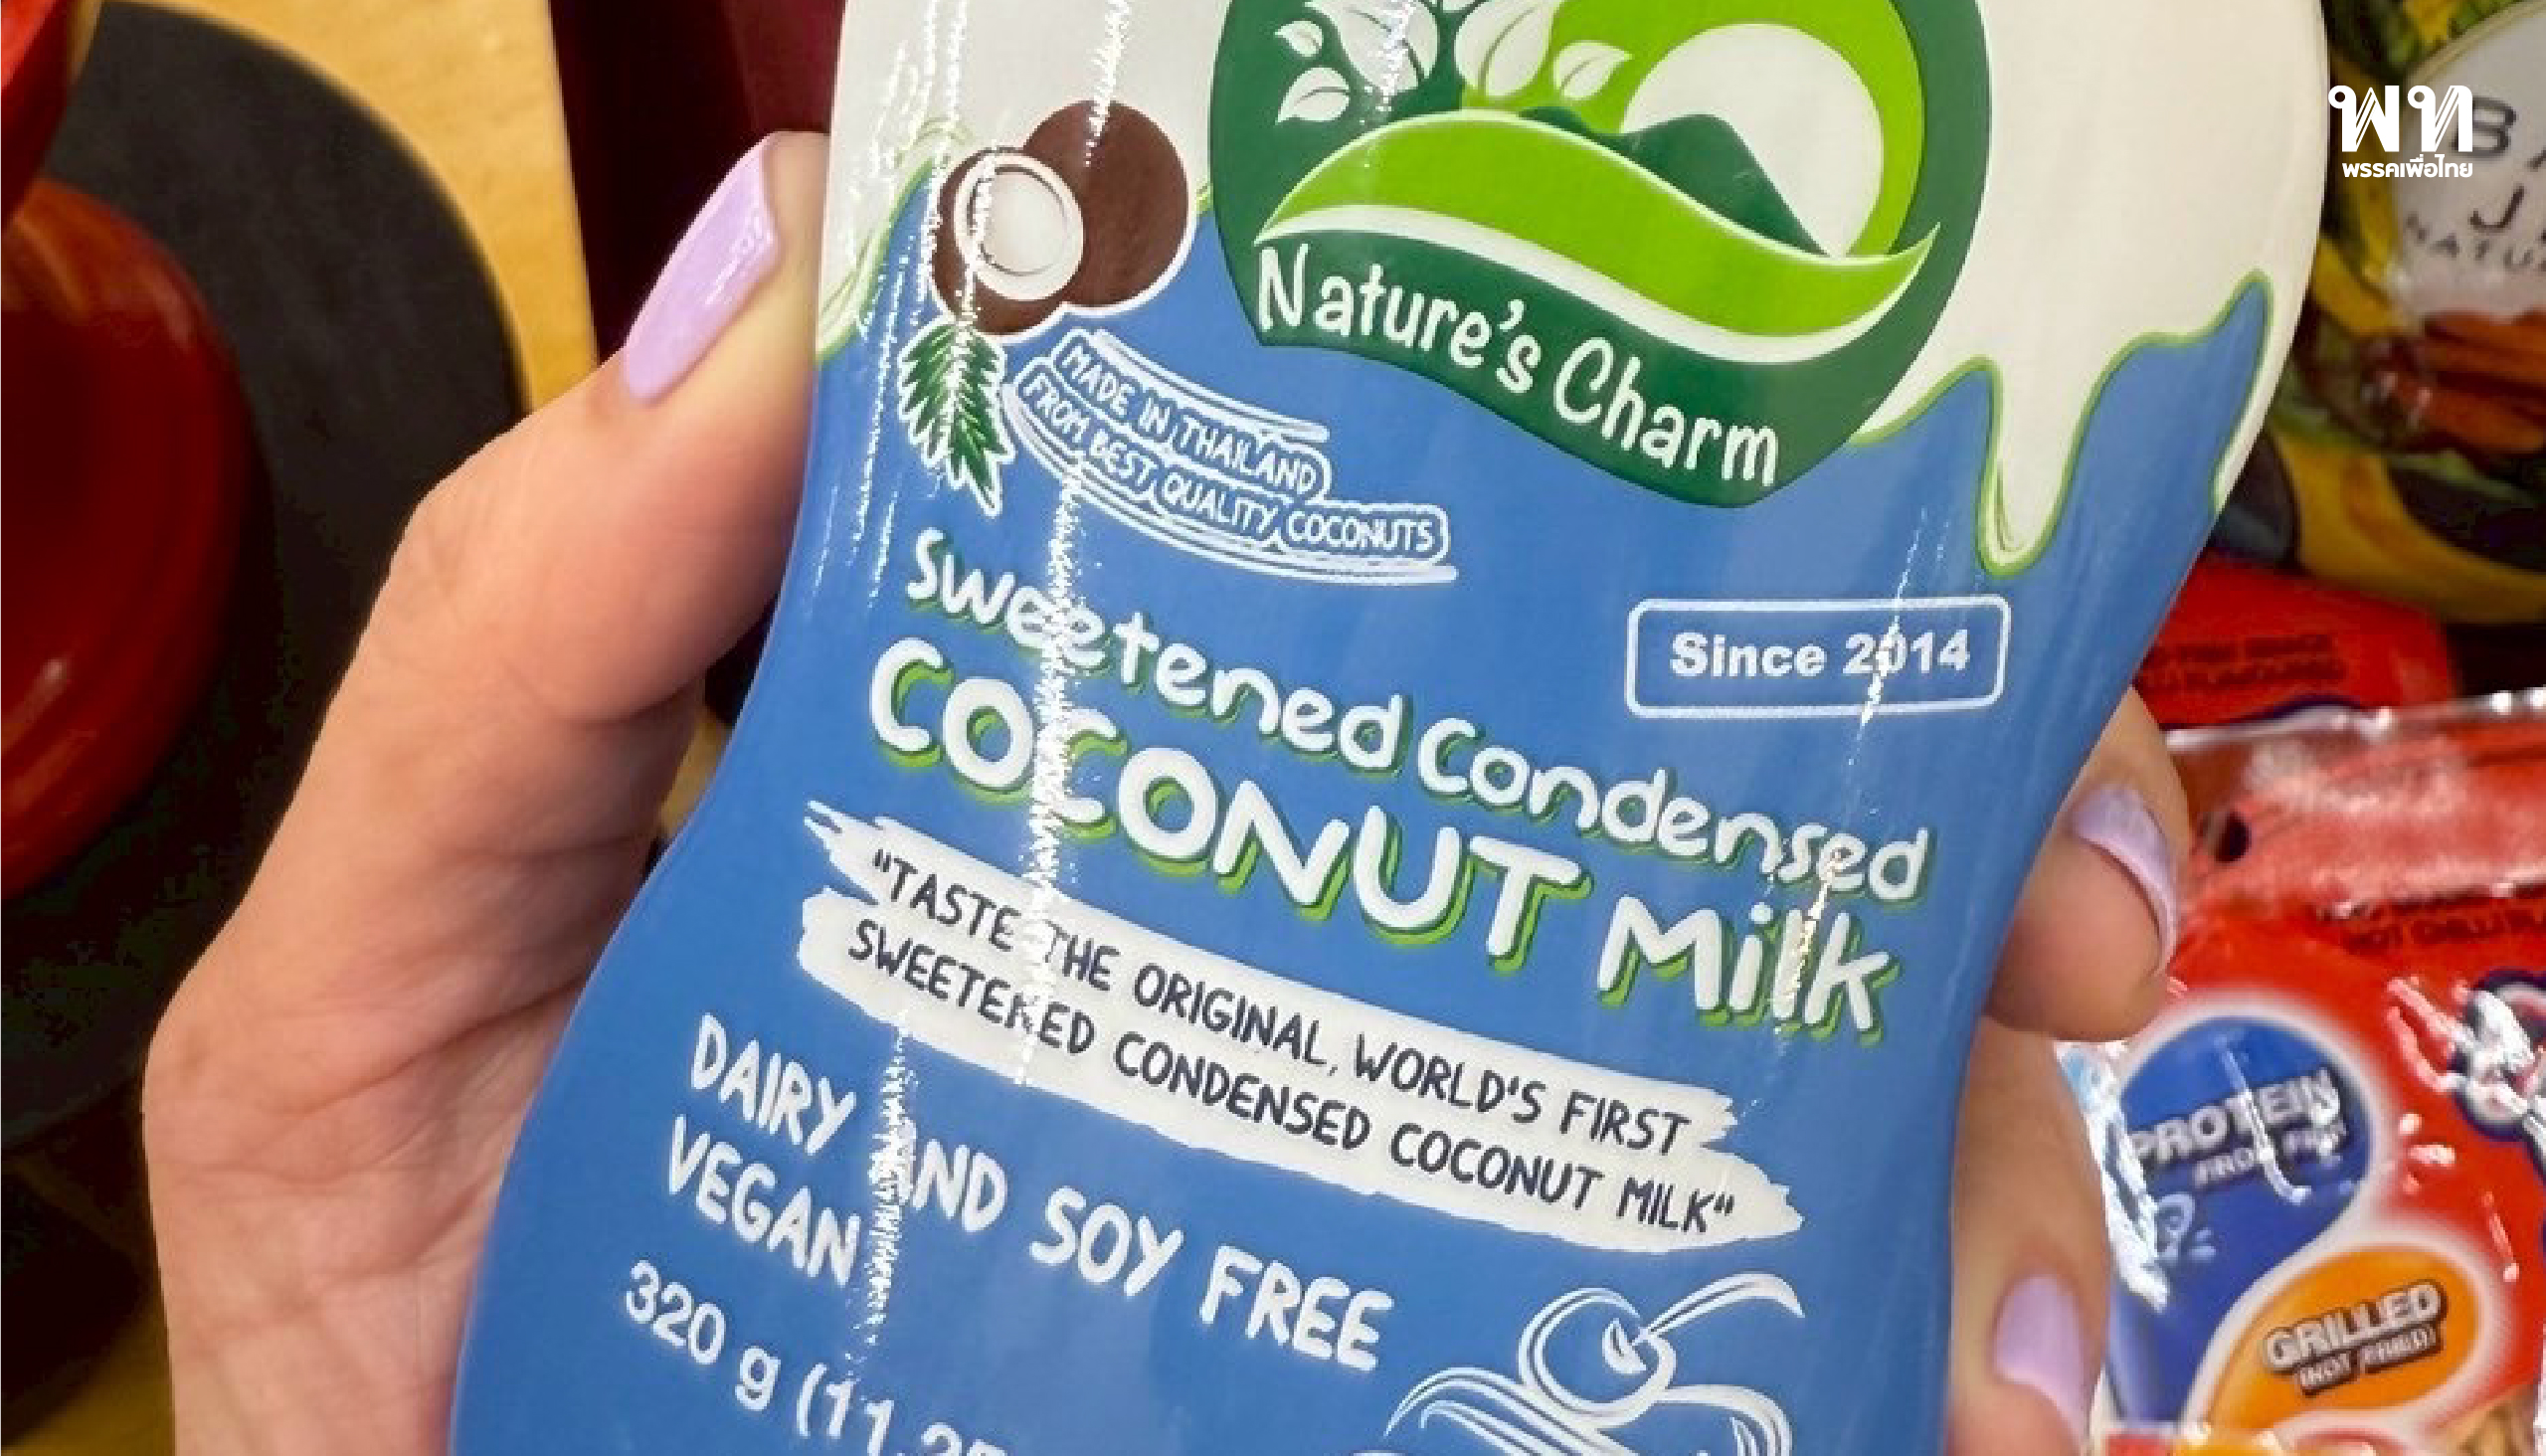 พท
พรรคเพื่อไทย
Nature's Charm
MADE IN THAILAND
FROM BEST QUALITY COCONUTS
Since 2014
Sweetened Condensed
COCONUT Milk
"TASTE THE ORIGINAL, WORLD'S FIRST
SWEETENED CONDENSED COCONUT MILK"
DAIRY AND SOY FREE
VEGAN
320 g (11.25
PROTEIN
GRILLED